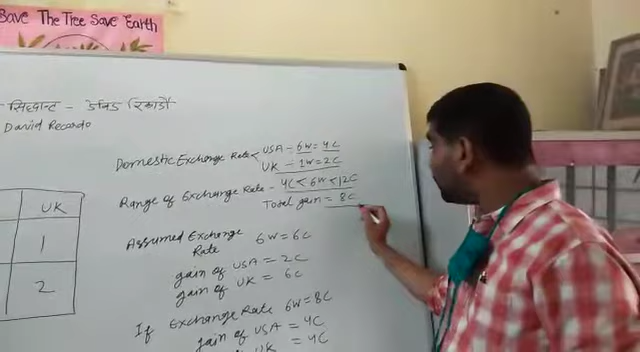 Save The Tree Save Earth
सिद्धान्ट - डेविड रिकार्डो
David Recardo
Domestic Exchange Rate < USA - 6W = 4C
UK - 1W = 2C
Range of Exchange Rate - 4C < 6W < 12C
Total gain = 8C
UK
1
2
Assumed Exchange Rate 6W = 6C
gain of USA = 2C
gain of UK = 6C
If Exchange Rate 6W = 8C
gain of USA = 4C
UK = 4C